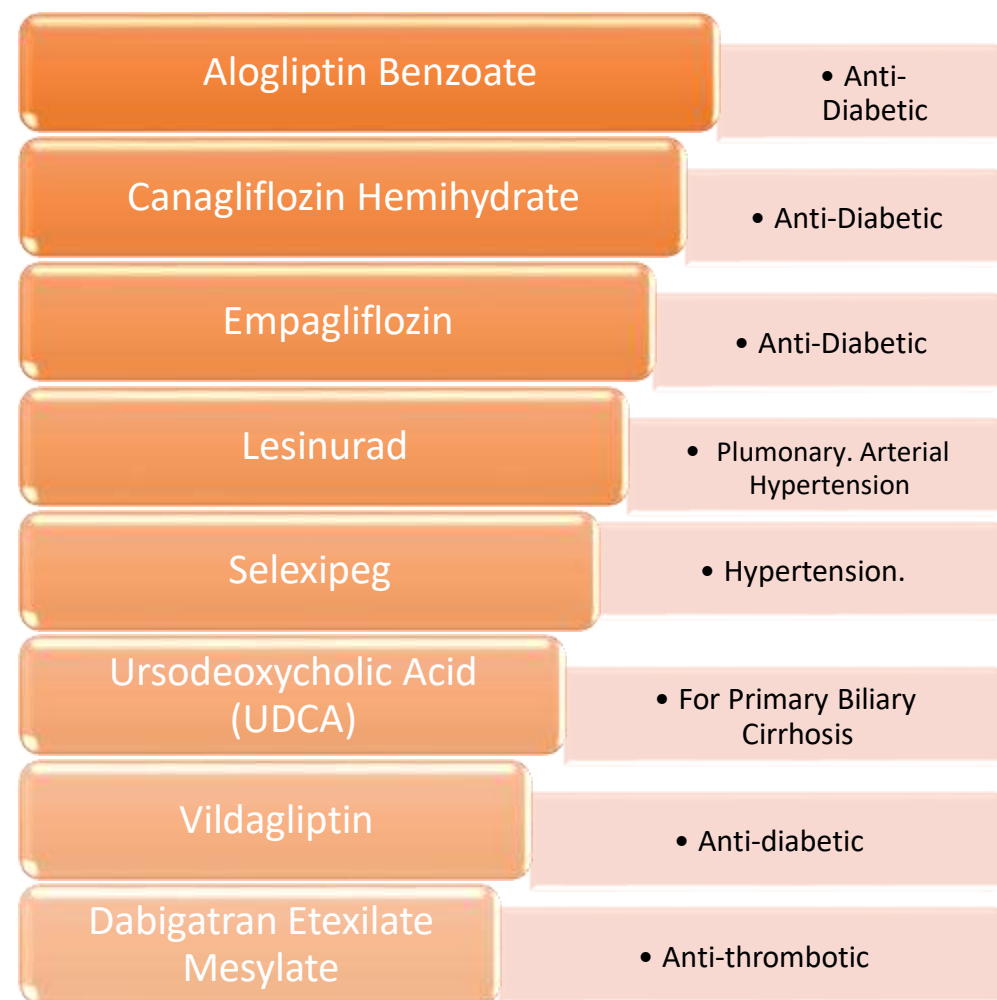 Alogliptin Benzoate
• Anti-
Diabetic
Canagliflozin Hemihydrate
• Anti-Diabetic
Empagliflozin
• Anti-Diabetic
Lesinurad
• Plumonary. Arterial
Hypertension
Selexipeg
• Hypertension.
Ursodeoxycholic Acid
(UDCA)
• For Primary Biliary
Cirrhosis
Vildagliptin
• Anti-diabetic
Dabigatran Etexilate
Mesylate
• Anti-thrombotic